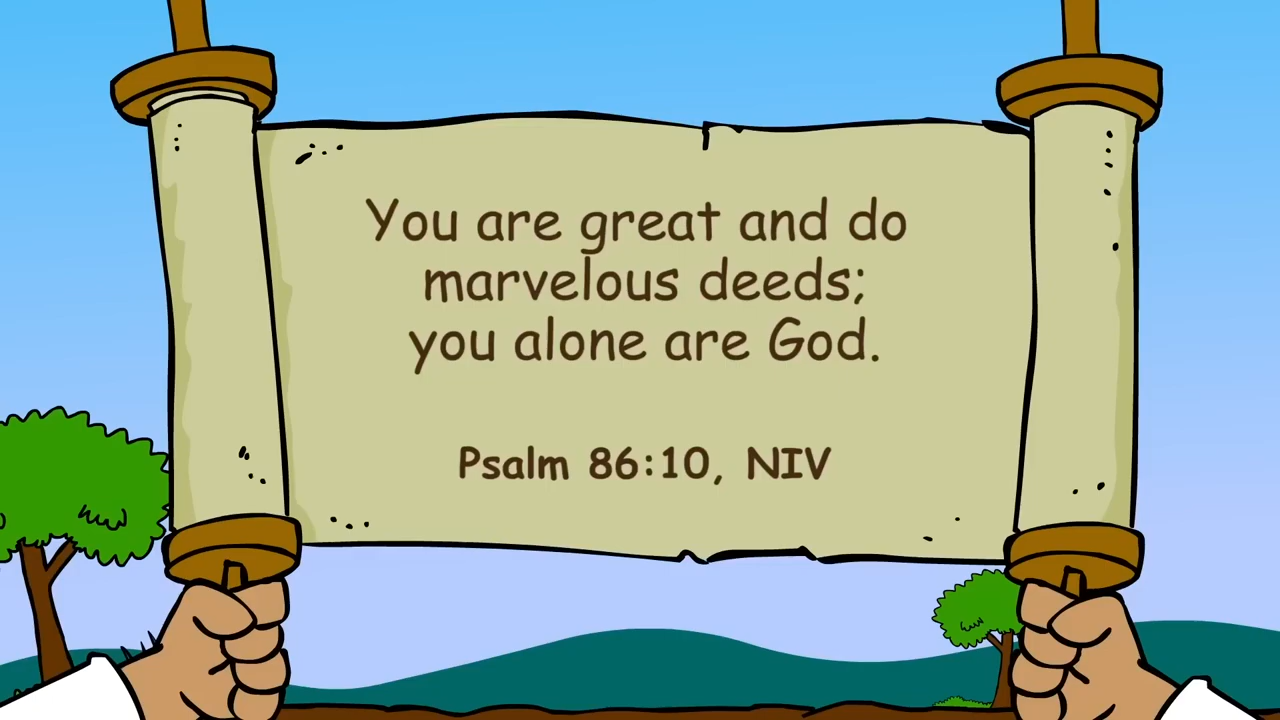 You are great and do
marvelous deeds;
you alone are God.
Psalm 86:10, NIV